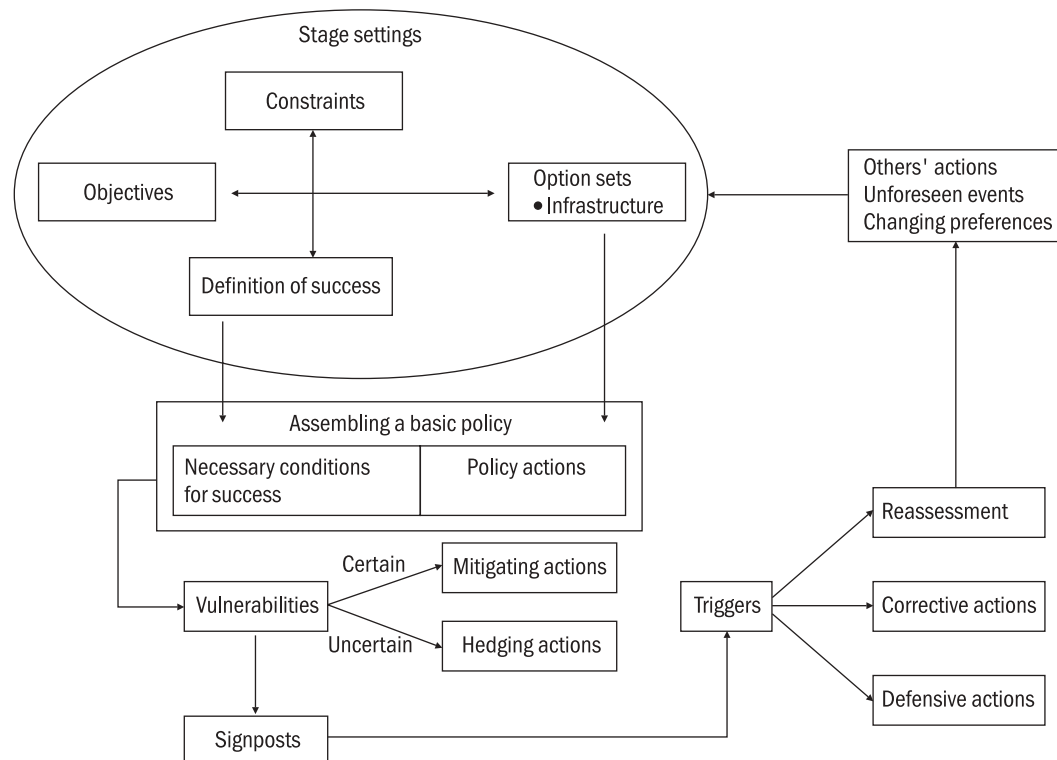 Stage settings
Constraints
Objectives
Option sets
• Infrastructure
Definition of success
Others' actions
Unforeseen events
Changing preferences
Assembling a basic policy
Necessary conditions
for success
Policy actions
Reassessment
Certain
Mitigating actions
Vulnerabilities
Triggers
Corrective actions
Uncertain
Hedging actions
Defensive actions
Signposts